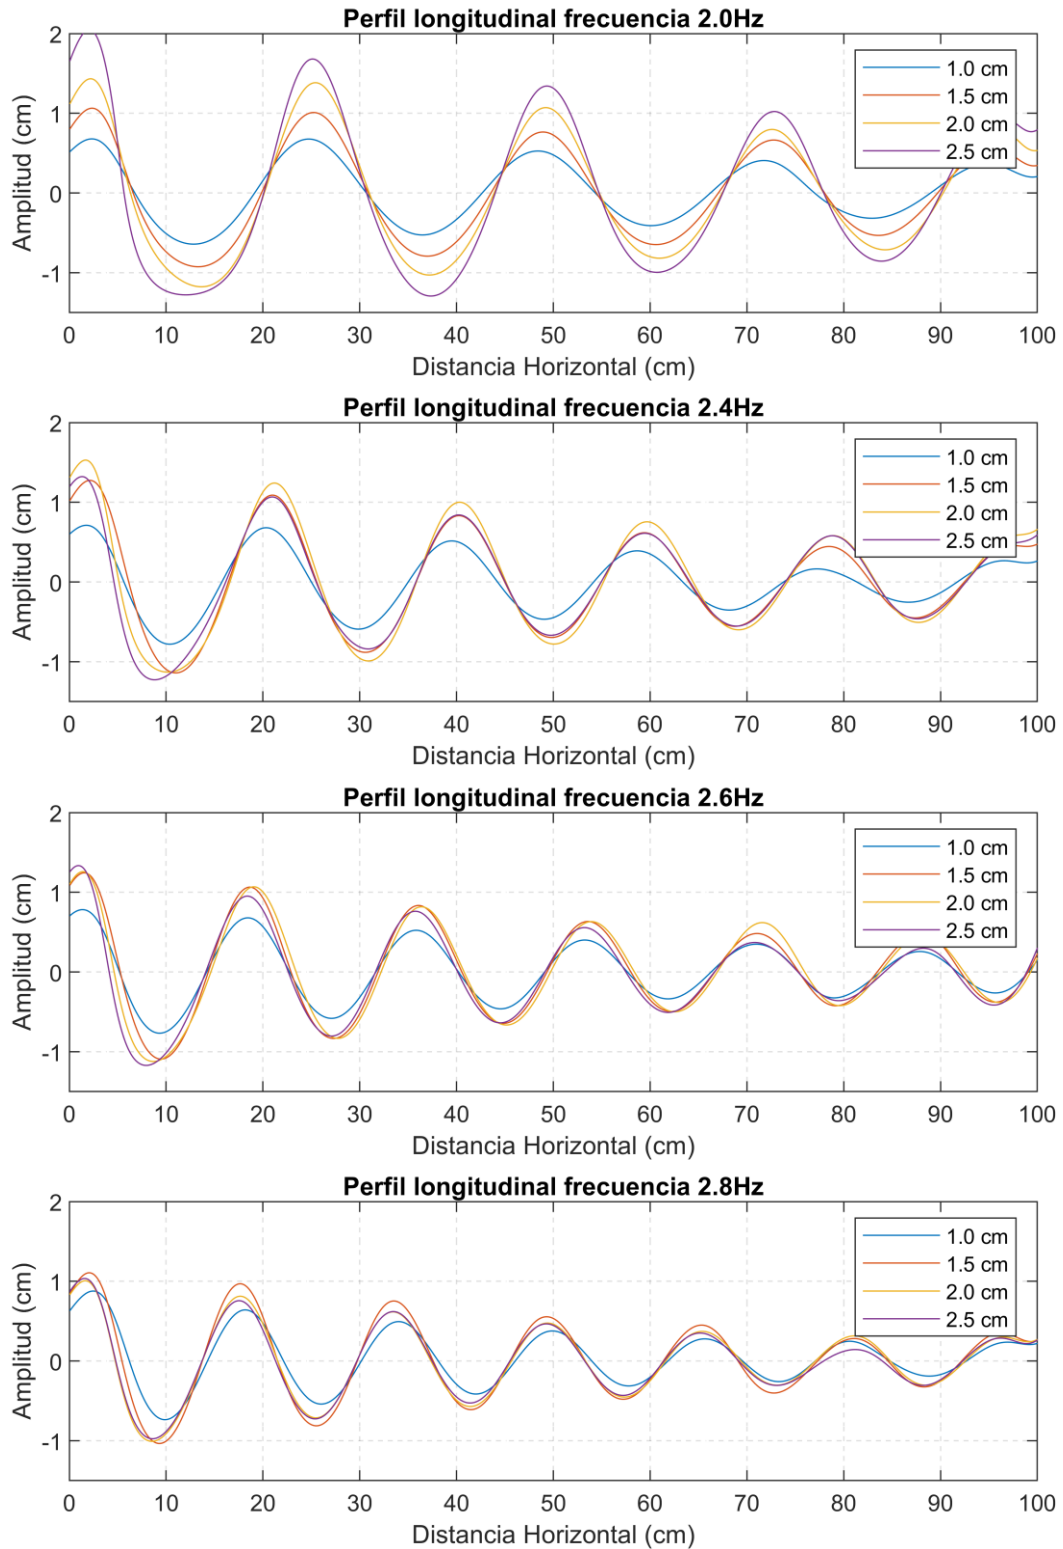 Perfil longitudinal frecuencia 2.0Hz
2
1
0
-1
Amplitud (cm)
1.0 cm
1.5 cm
2.0 cm
2.5 cm
0 10 20 30 40 50 60 70 80 90 100
Distancia Horizontal (cm)
Perfil longitudinal frecuencia 2.4Hz
2
1
0
-1
Amplitud (cm)
1.0 cm
1.5 cm
2.0 cm
2.5 cm
0 10 20 30 40 50 60 70 80 90 100
Distancia Horizontal (cm)
Perfil longitudinal frecuencia 2.6Hz
2
1
0
-1
Amplitud (cm)
1.0 cm
1.5 cm
2.0 cm
2.5 cm
0 10 20 30 40 50 60 70 80 90 100
Distancia Horizontal (cm)
Perfil longitudinal frecuencia 2.8Hz
2
1
0
-1
Amplitud (cm)
1.0 cm
1.5 cm
2.0 cm
2.5 cm
0 10 20 30 40 50 60 70 80 90 100
Distancia Horizontal (cm)